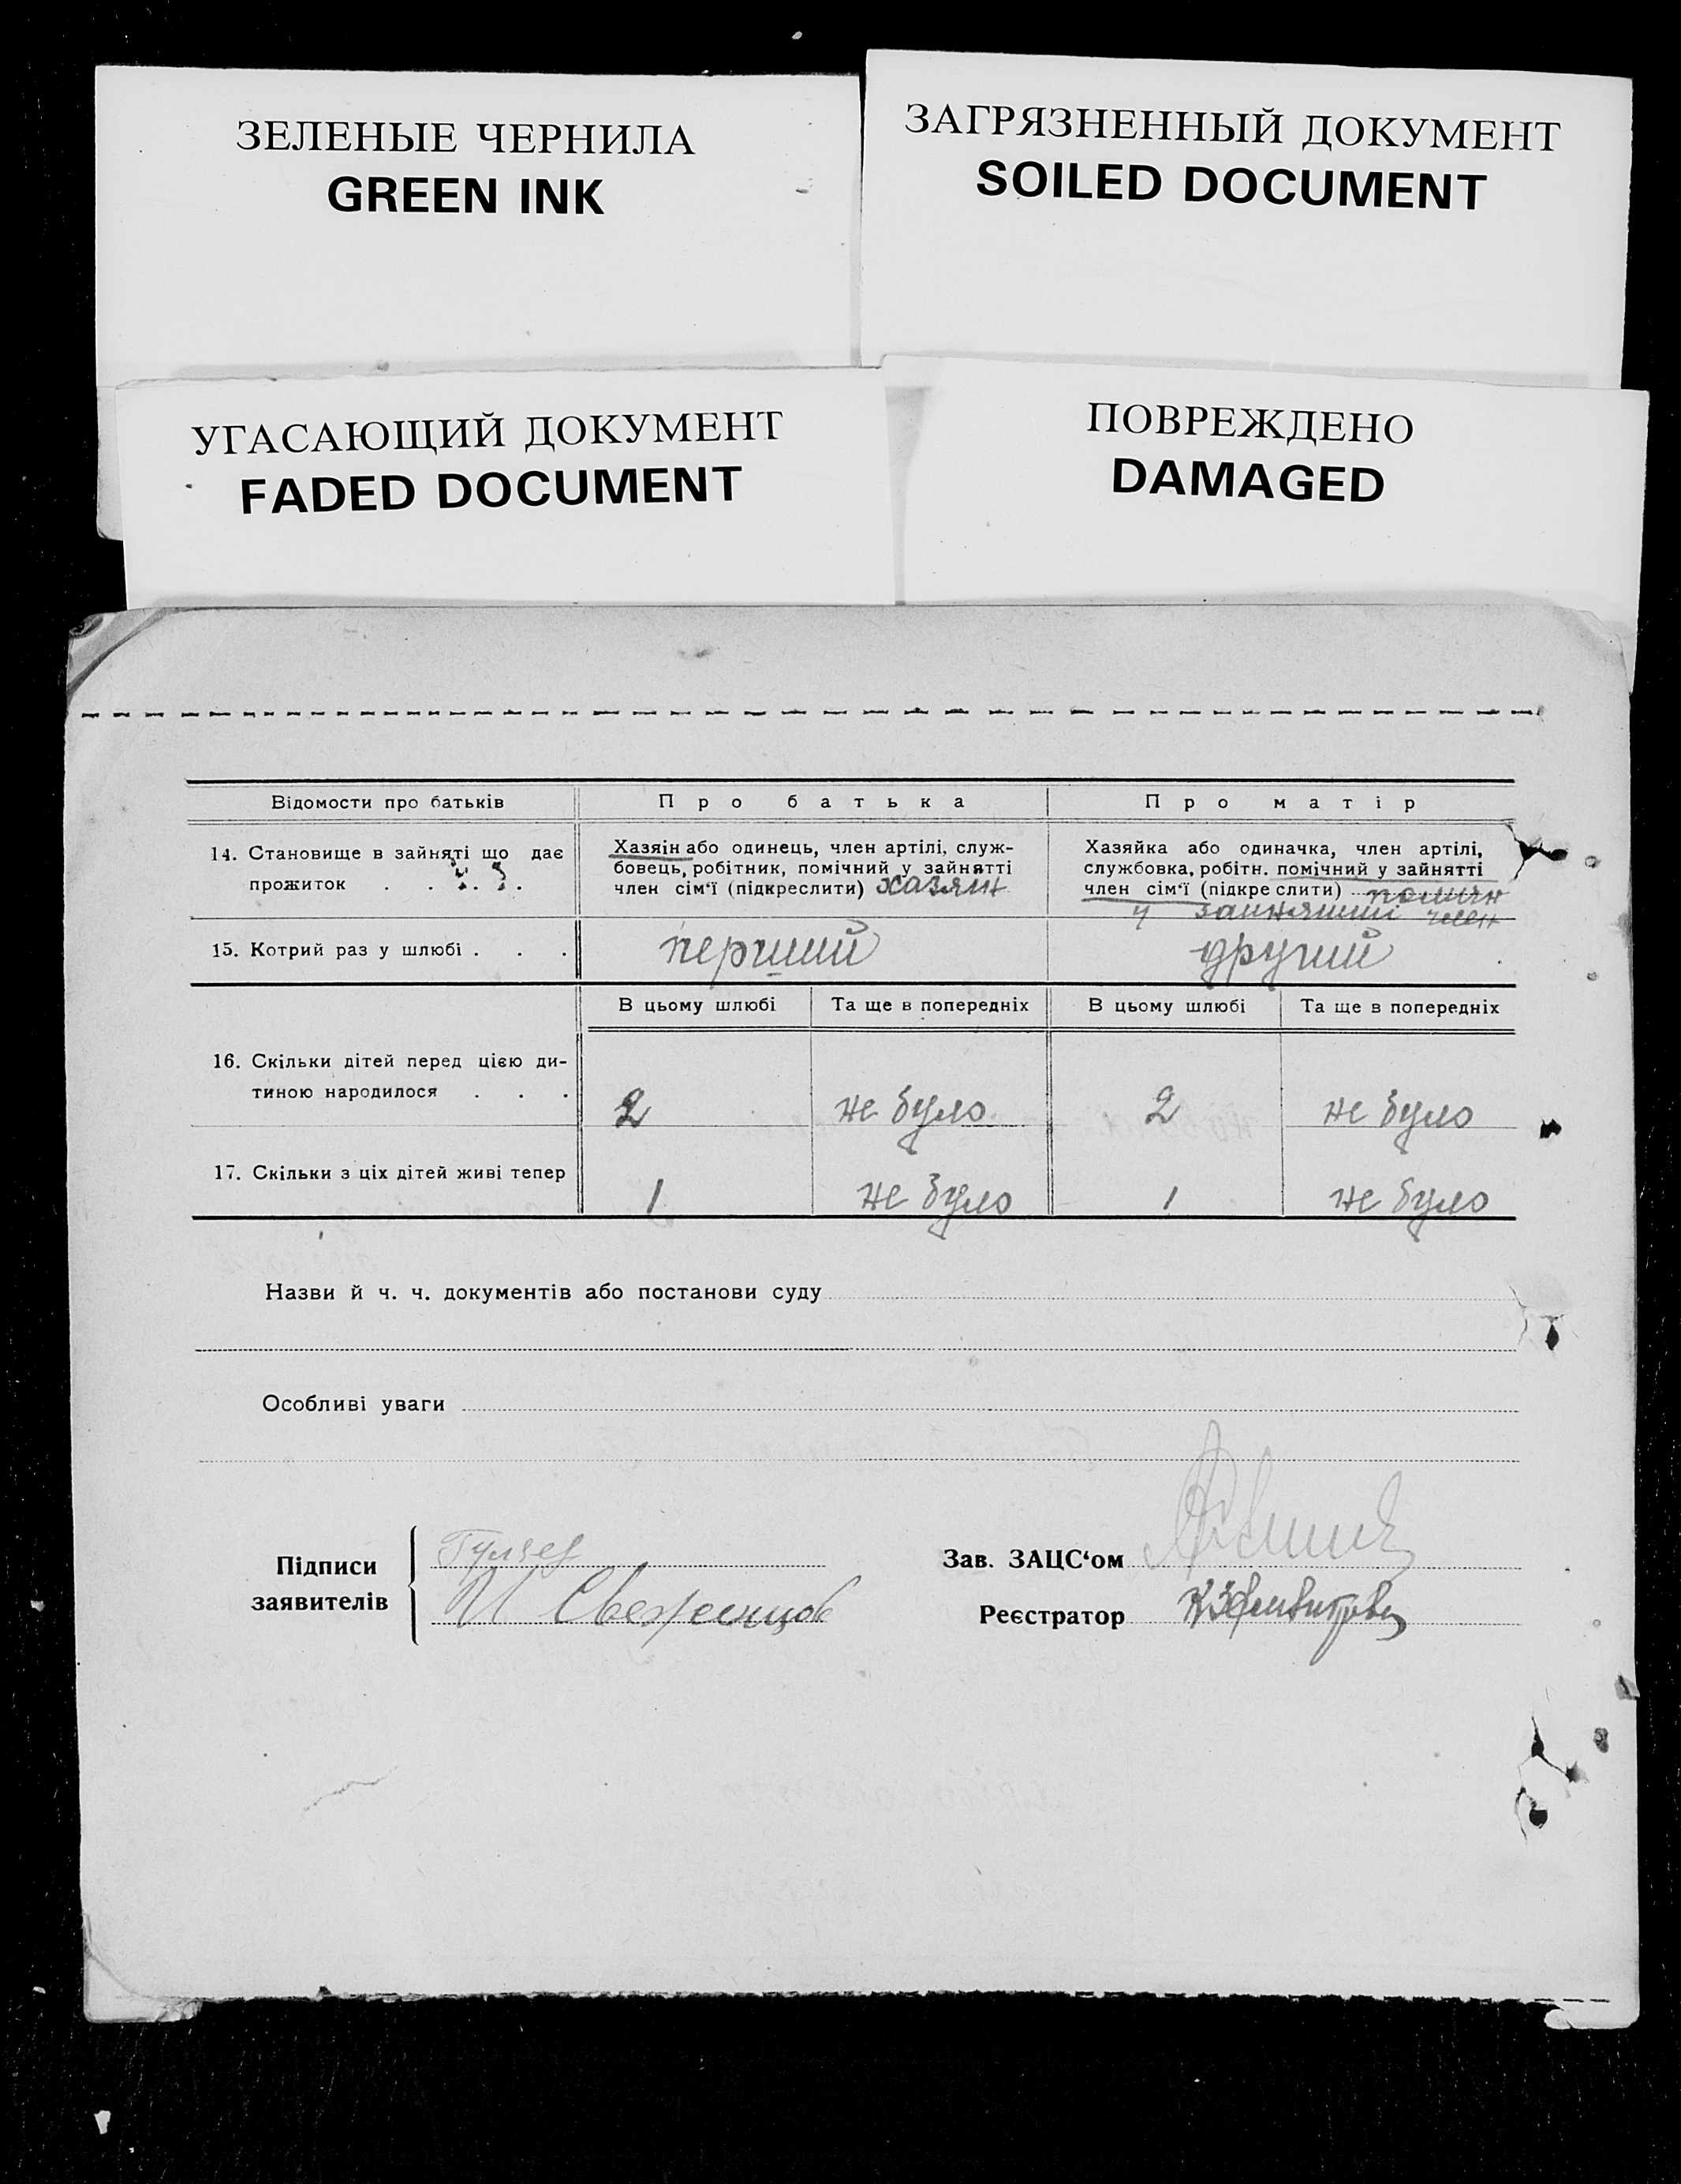 ЗЕЛЕНЫЕ ЧЕРНИЛА
GREEN INK
ЗАГРЯЗНЕННЫЙ ДОКУМЕНТ
SOILED DOCUMENT
УГАСАЮЩИЙ ДОКУМЕНТ
FADED DOCUMENT
ПОВРЕЖДЕНО
DAMAGED
Відомости про батьків
Про батька
Про матір
14. Становище в зайняті що дає
прожиток . . . . .
Хазяін або одинець, член артілі, служ-
бовець, робітник, помічний у зайнятті
член сім'ї (підкреслити) хазяин
Хазяйка або одиначка, член артілі,
службовка, робітн. помічний у зайнятті
член сім'ї (підкреслити) помичн
у зайнятті член
15. Котрий раз у шлюбі . . .
перший
другий
В цьому шлюбі
Та ще в попередніх
В цьому шлюбі
Та ще в попередніх
16. Скільки дітей перед цією ди-
тиною народилося . . .
2
не було
2
не було
17. Скільки з ціх дітей живі тепер
1
не було
1
не було
Назви й ч. ч. документів або постанови суду
Особливі уваги
Підписи
заявителів
Зав. ЗАЦС'ом
Реєстратор